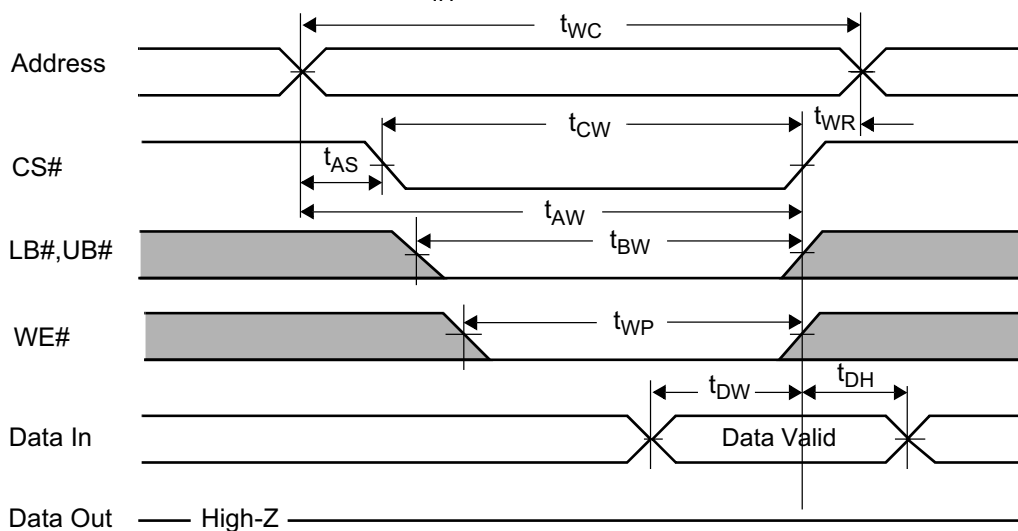 IN
tWC
Address
tCW
tWR
CS#
tAS
tAW
LB#,UB#
tBW
WE#
tWP
tDW
tDH
Data In
Data Valid
Data Out
High-Z